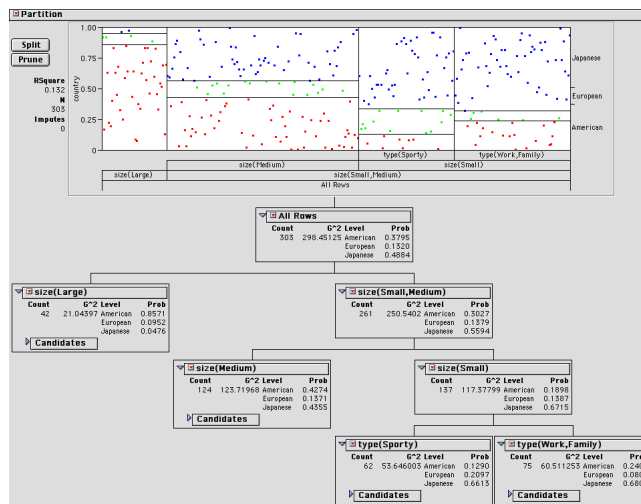 Partition
Split
Prune
RSquare
0.132
N
303
Imputes
0
country
1.00
0.75
0.50
0.25
0
Japanese
European
American
type(Sporty) type(Work,Family)
size(Medium) size(Small)
size(Large) size(Small,Medium)
All Rows
All Rows
Count G^2 Level Prob
303 298.45125 American 0.3795
European 0.1320
Japanese 0.4884
size(Large)
Count G^2 Level Prob
42 21.04397 American 0.8571
European 0.0952
Japanese 0.0476
Candidates
size(Small,Medium)
Count G^2 Level Prob
261 250.5402 American 0.3027
European 0.1379
Japanese 0.5594
size(Medium)
Count G^2 Level Prob
124 123.71968 American 0.4274
European 0.1371
Japanese 0.4355
Candidates
size(Small)
Count G^2 Level Prob
137 117.37799 American 0.1898
European 0.1387
Japanese 0.6715
type(Sporty)
Count G^2 Level Prob
62 53.646003 American 0.1290
European 0.2097
Japanese 0.6613
Candidates
type(Work,Family)
Count G^2 Level Prob
75 60.511253 American 0.240
European 0.080
Japanese 0.680
Candidates